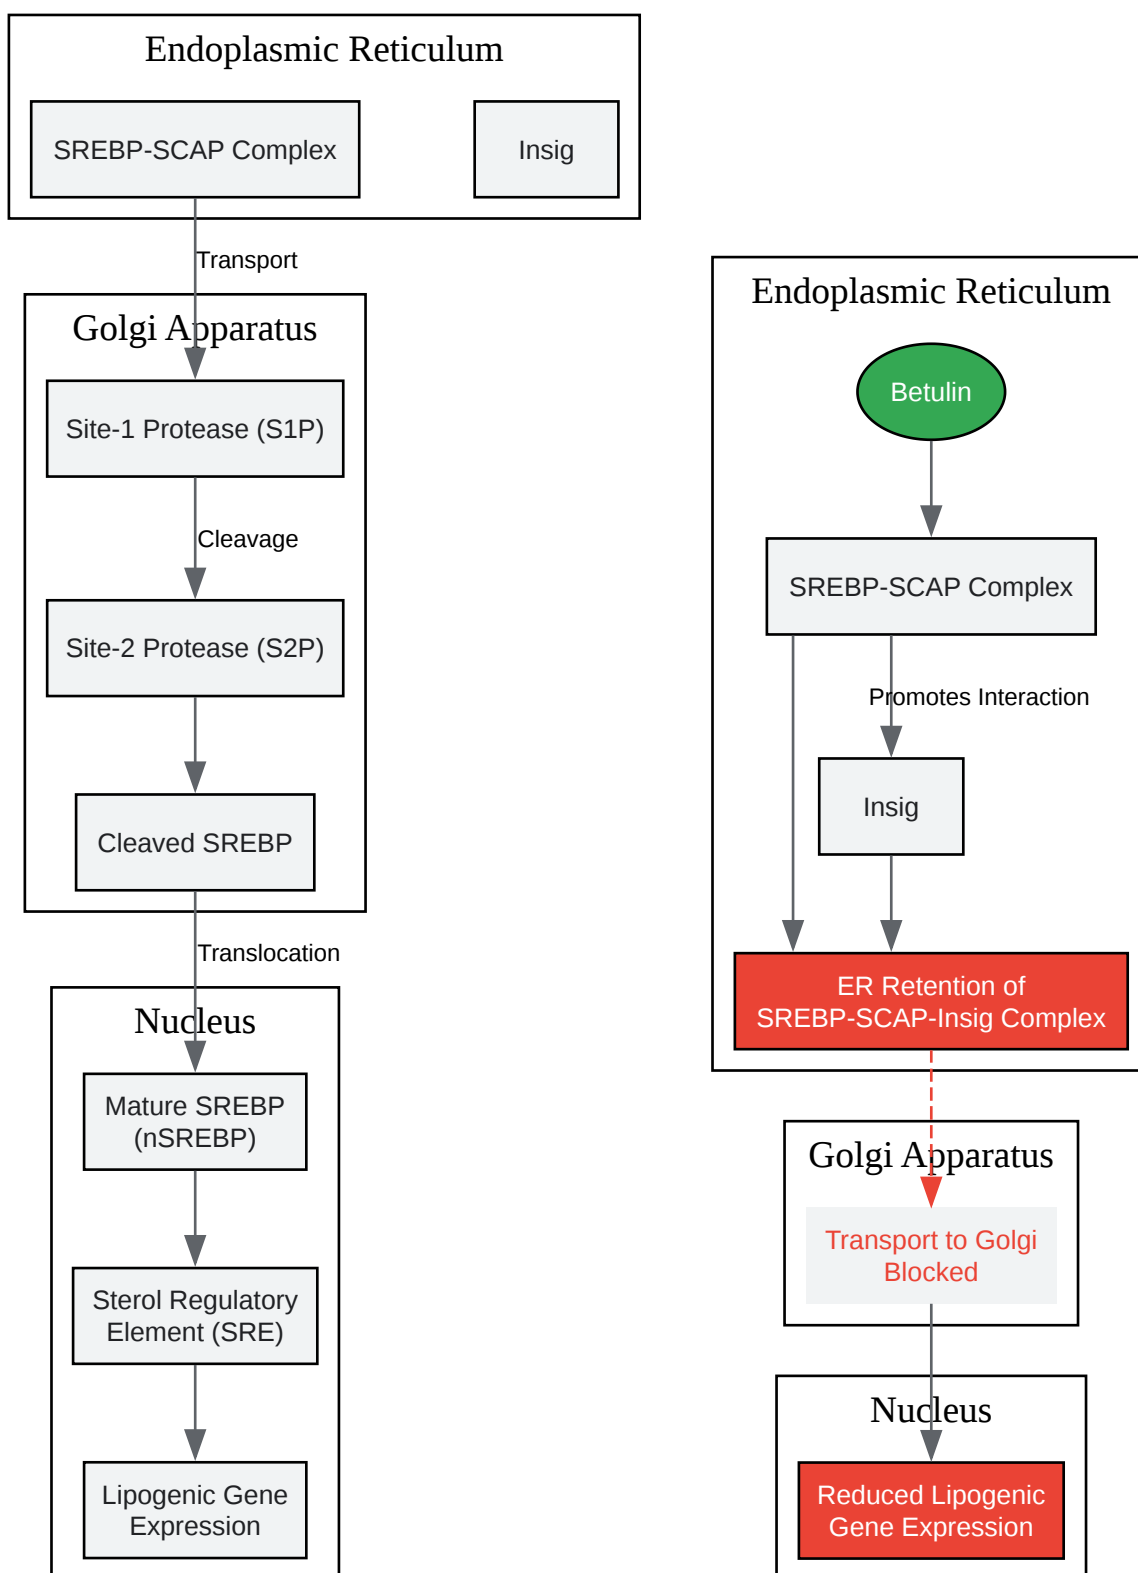 Endoplasmic Reticulum
SREBP-SCAP Complex
Insig
Transport
Golgi Apparatus
Site-1 Protease (S1P)
Cleavage
Site-2 Protease (S2P)
Cleaved SREBP
Translocation
Nucleus
Mature SREBP
(nSREBP)
Sterol Regulatory
Element (SRE)
Lipogenic Gene
Expression
Endoplasmic Reticulum
Betulin
SREBP-SCAP Complex
Promotes Interaction
Insig
ER Retention of
SREBP-SCAP-Insig Complex
Golgi Apparatus
Transport to Golgi
Blocked
Nucleus
Reduced Lipogenic
Gene Expression